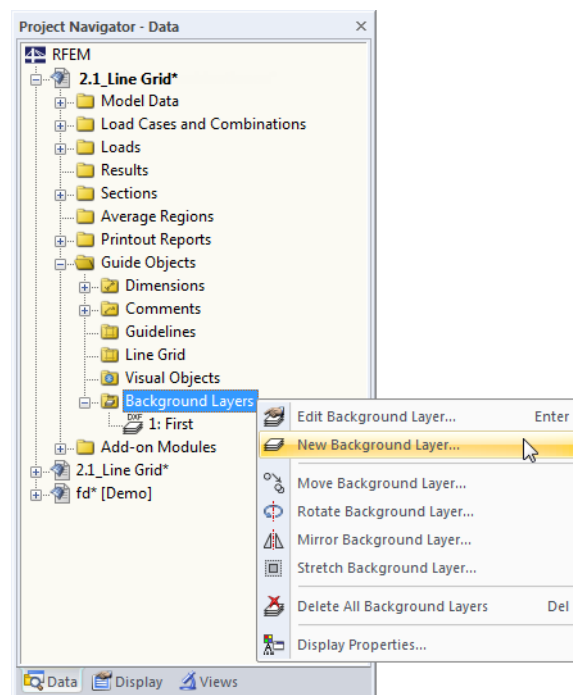 Project Navigator - Data
RFEM
2.1_Line Grid*
Model Data
Load Cases and Combinations
Loads
Results
Sections
Average Regions
Printout Reports
Guide Objects
Dimensions
Comments
Guidelines
Line Grid
Visual Objects
Background Layers
DXF
1: First
Add-on Modules
2.1_Line Grid*
fd* [Demo]
Edit Background Layer... Enter
New Background Layer...
Move Background Layer...
Rotate Background Layer...
Mirror Background Layer...
Stretch Background Layer...
Delete All Background Layers Del
Display Properties...
Data Display Views